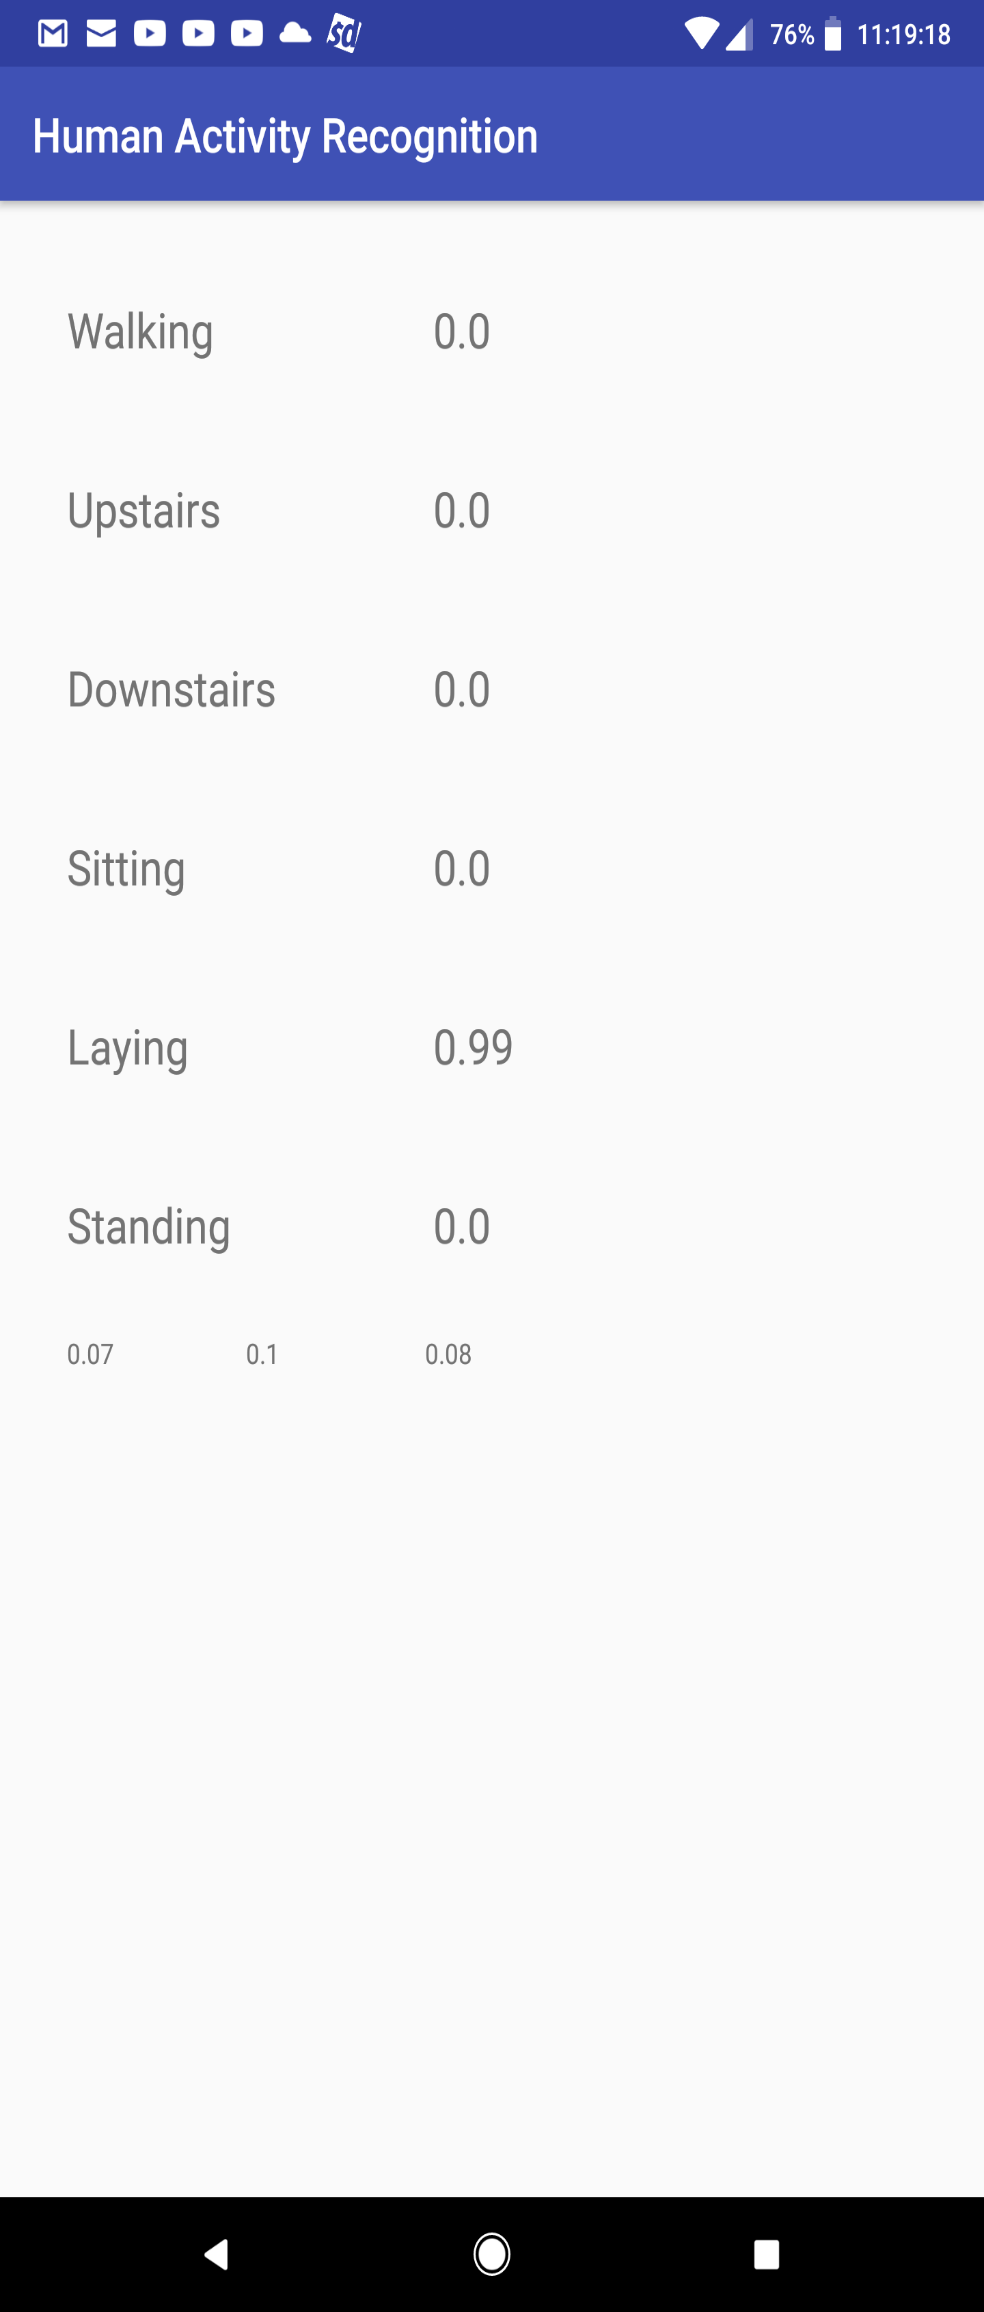 76% 11:19:18
Human Activity Recognition
Walking 0.0
Upstairs 0.0
Downstairs 0.0
Sitting 0.0
Laying 0.99
Standing 0.0
0.07 0.1 0.08